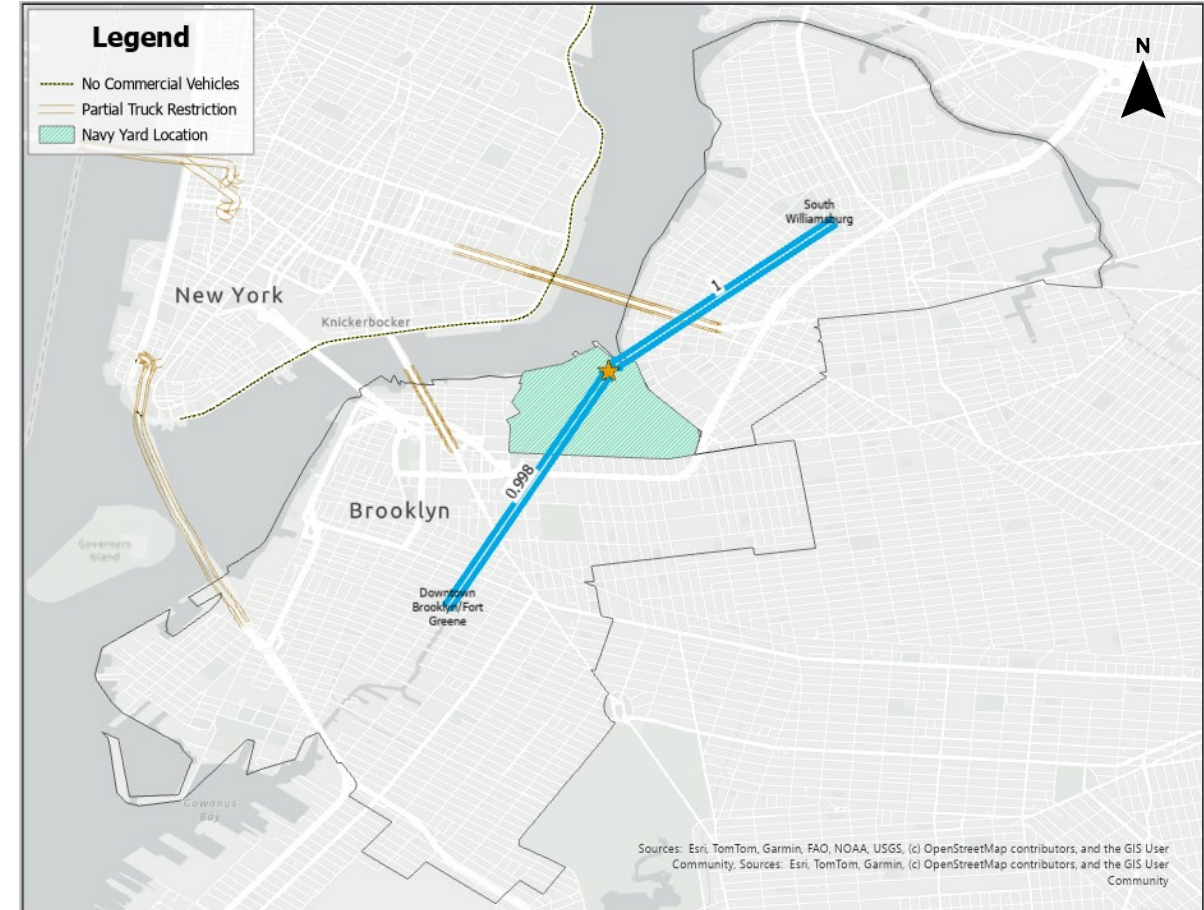 Legend
No Commercial Vehicles
Partial Truck Restriction
Navy Yard Location
N
South
Williamsburg
1
New York
Knickerbocker
0.998
Brooklyn
Governors
Island
Downtown
Brooklyn/Fort
Greene
Gowanus
Bay
Sources: Esri, TomTom, Garmin, FAO, NOAA, USGS, (c) OpenStreetMap contributors, and the GIS User
Community, Sources: Esri, TomTom, Garmin, (c) OpenStreetMap contributors, and the GIS User
Community